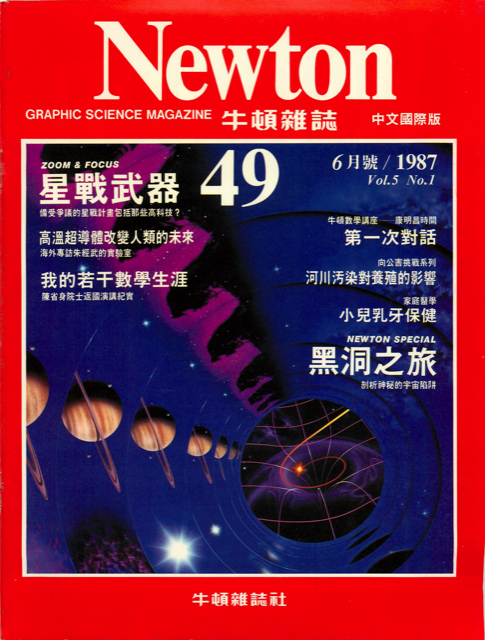 Newton
GRAPHIC SCIENCE MAGAZINE 牛頓雜誌 中文國際版
ZOOM & FOCUS
星戰武器
備受爭議的星戰計畫包括那些高科技？
49
6月號 / 1987
Vol.5 No.1
高溫超導體改變人類的未來
海外專訪朱經武的實驗室
我的若干數學生涯
陳省身院士返國演講紀實
牛頓數學講座——康明昌時間
第一次對話
向公害挑戰系列
河川汚染對養殖的影響
家庭醫學
小兒乳牙保健
NEWTON SPECIAL
黑洞之旅
剖析神秘的宇宙陷阱
牛頓雜誌社